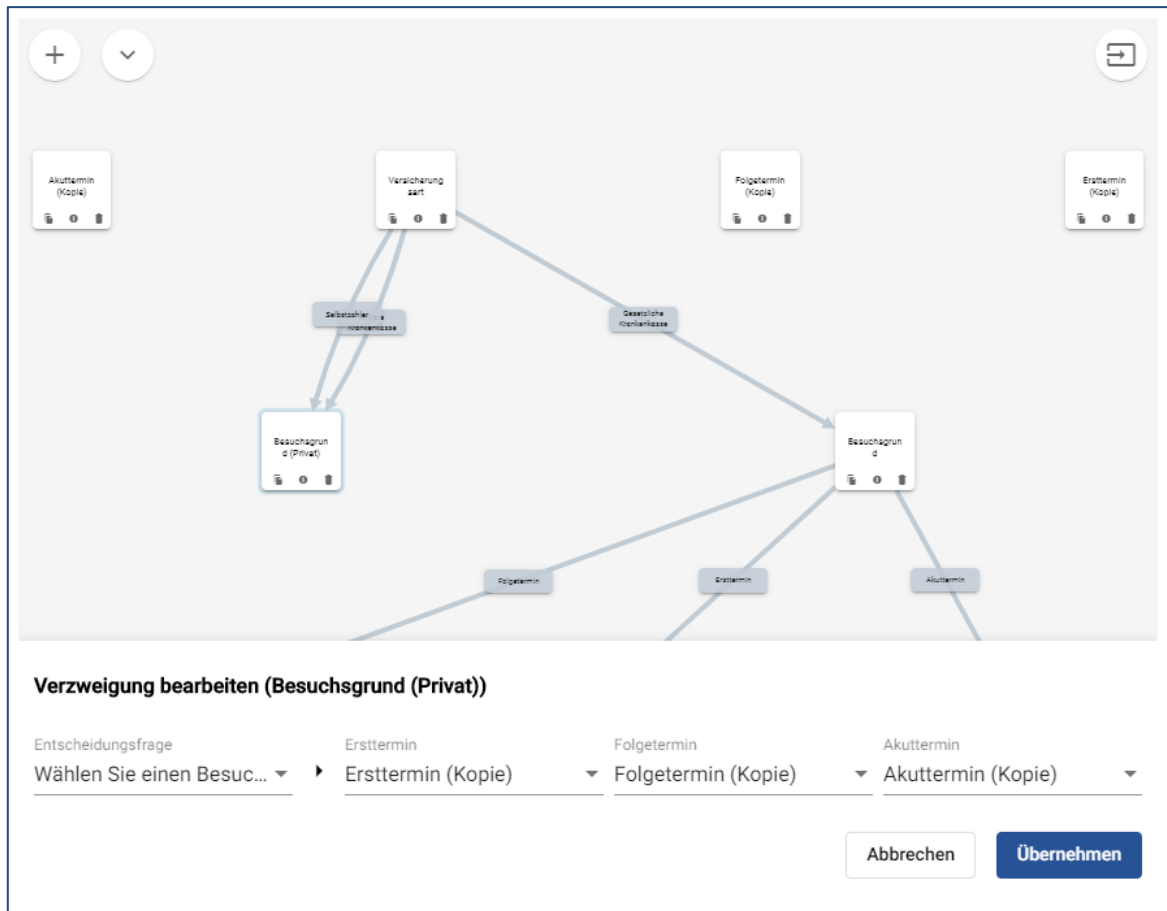 Akuttermin
(Kopie)
Versicherung
sart
Folgetermin
(Kopie)
Ersttermin
(Kopie)
Selbstzahler
Krankenkasse
Gesetzliche
Krankenkasse
Besuchsgrun
d (Privat)
Besuchsgrun
d
Folgetermin
Ersttermin
Akuttermin
Verzweigung bearbeiten (Besuchsgrund (Privat))
Entscheidungsfrage
Ersttermin
Folgetermin
Akuttermin
Wählen Sie einen Besuc...
Ersttermin (Kopie)
Folgetermin (Kopie)
Akuttermin (Kopie)
Abbrechen
Übernehmen